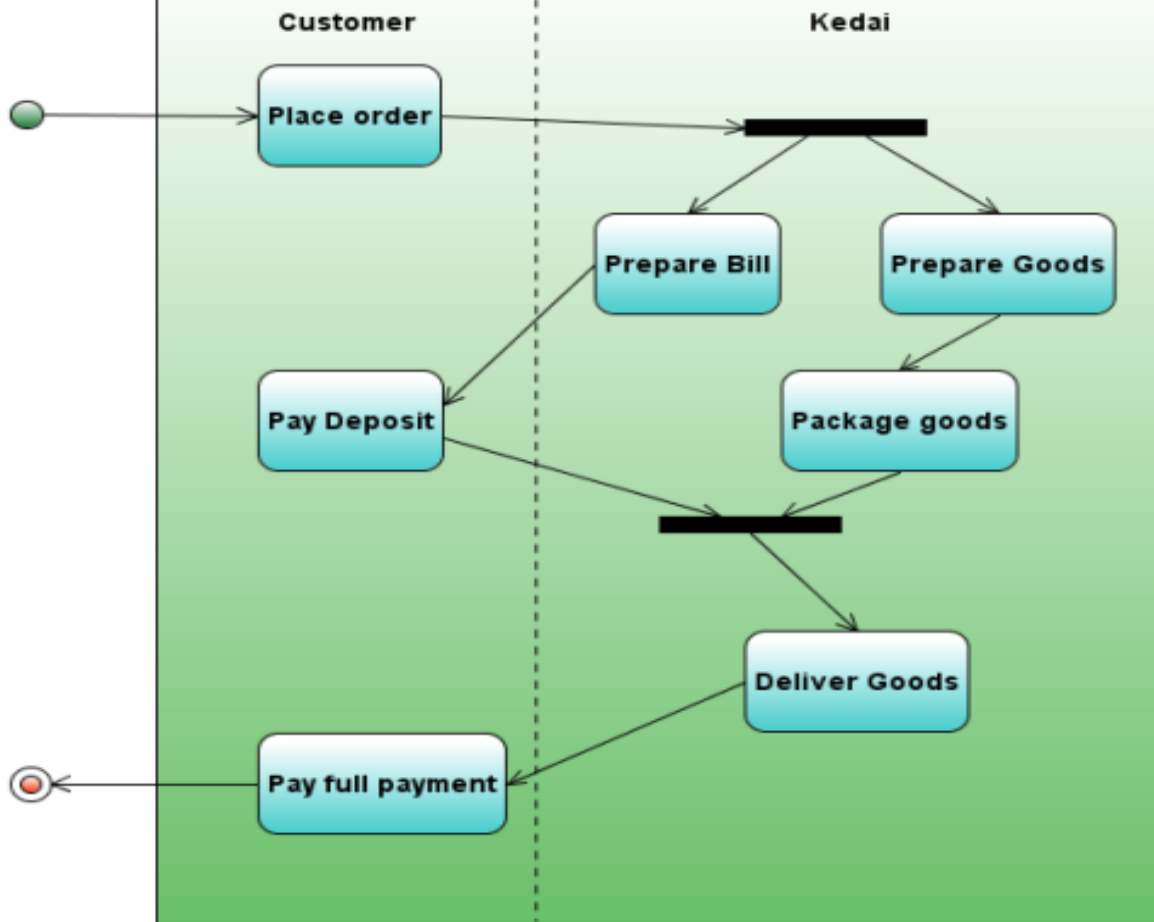 Customer
Kedai
Place order
Prepare Bill
Prepare Goods
Pay Deposit
Package goods
Deliver Goods
Pay full payment